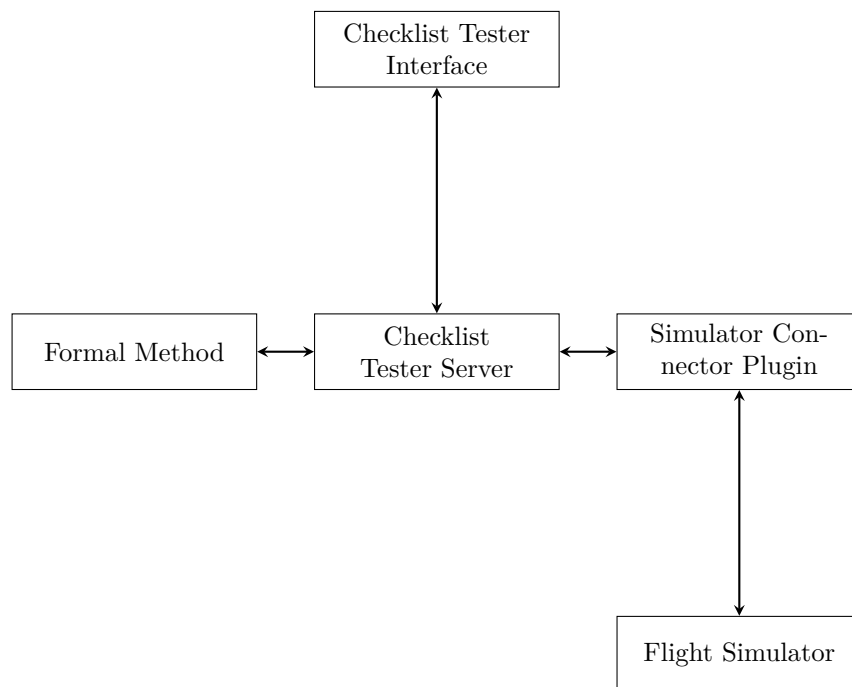 Checklist Tester
Interface
Formal Method
Checklist
Tester Server
Simulator Con-
nector Plugin
Flight Simulator